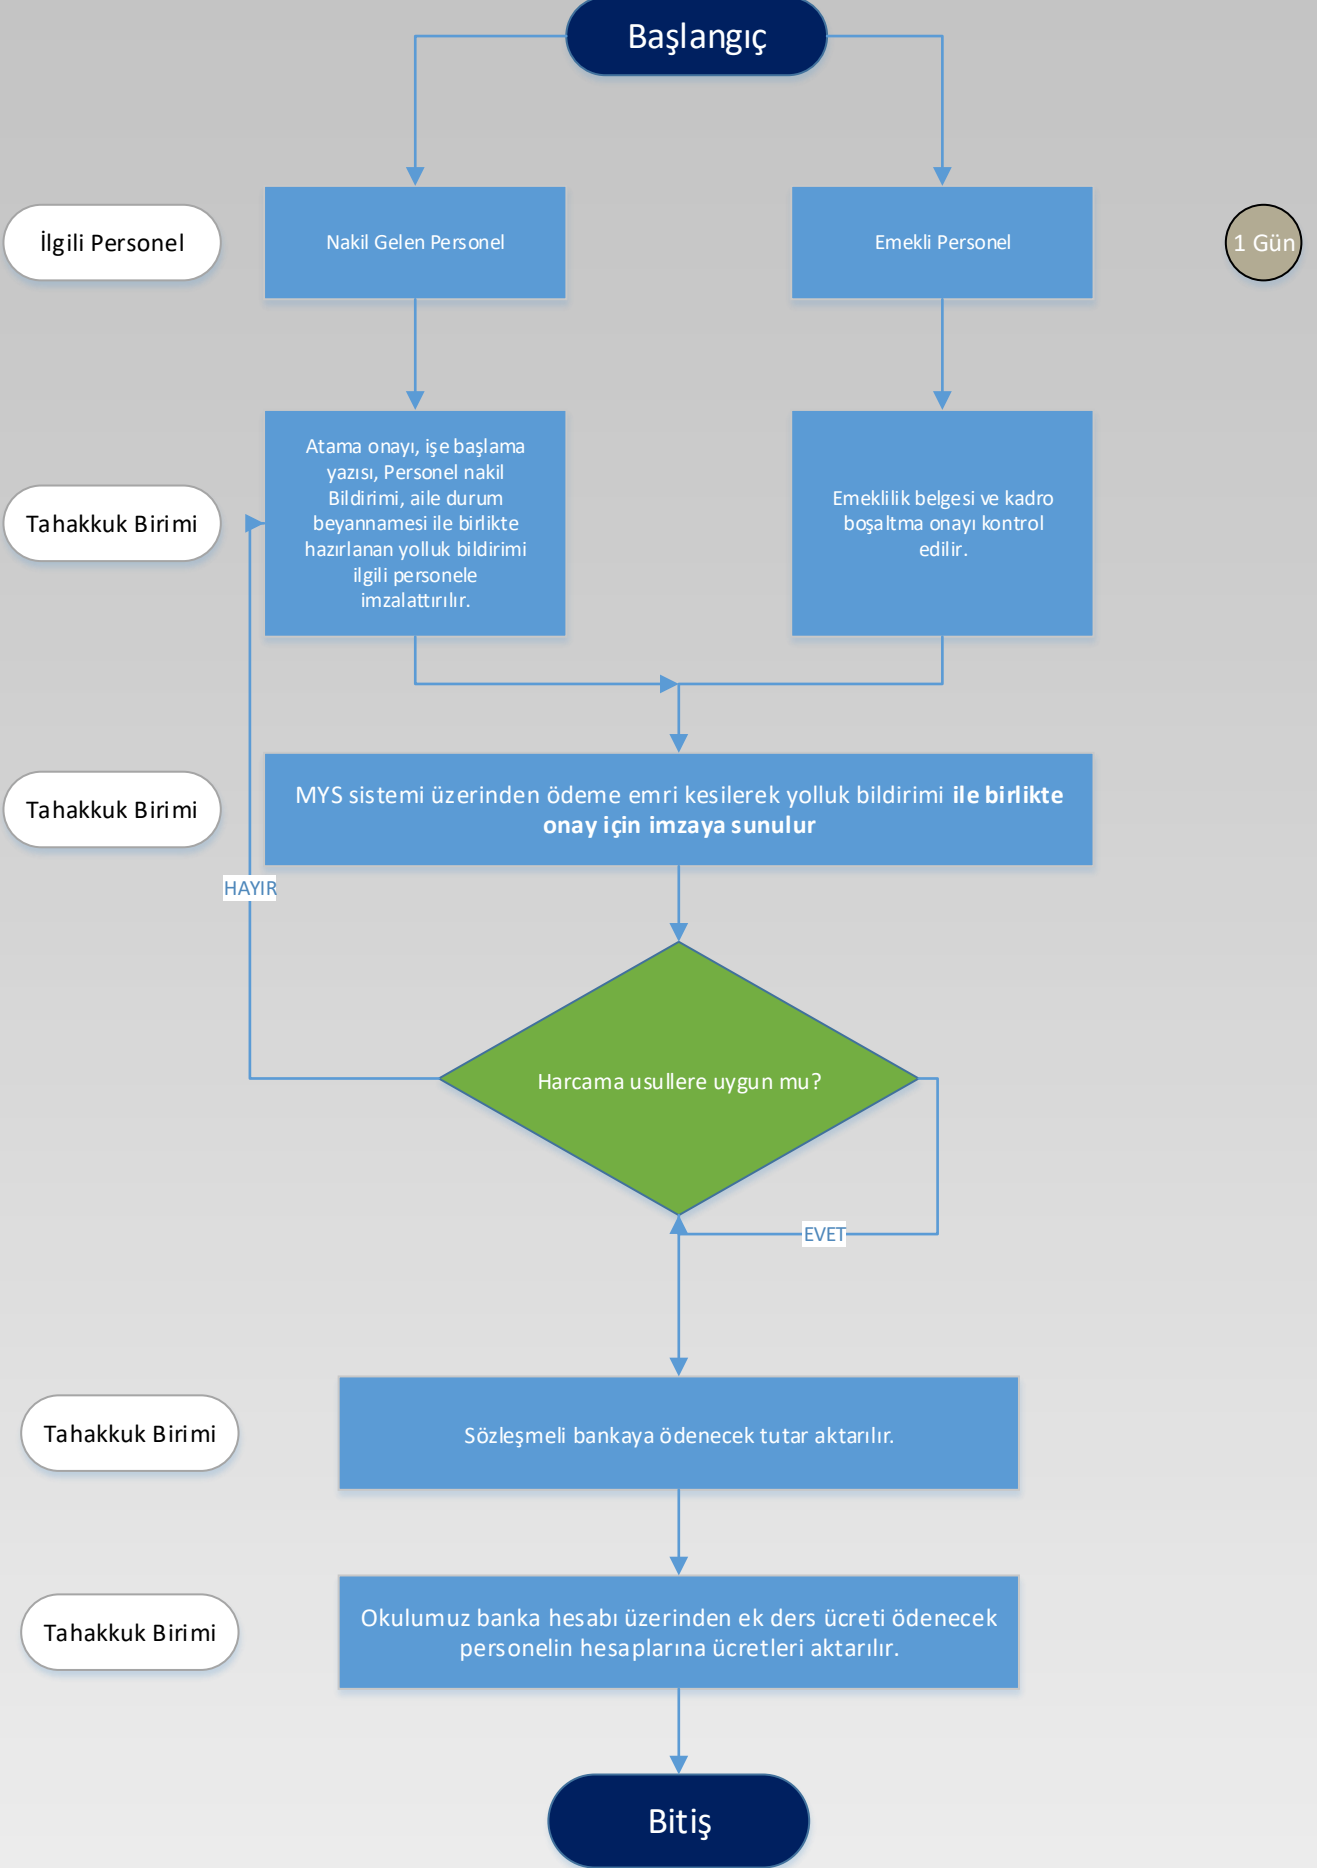 Başlangıç
İlgili Personel
Nakil Gelen Personel
Emekli Personel
1 Gün
Tahakkuk Birimi
Atama onayı, işe başlama
yazısı, Personel nakil
Bildirimi, aile durum
beyannamesi ile birlikte
hazırlanan yolluk bildirimi
ilgili personele
imzalattırılır.
Emeklilik belgesi ve kadro
boşaltma onayı kontrol
edilir.
Tahakkuk Birimi
MYS sistemi üzerinden ödeme emri kesilerek yolluk bildirimi ile birlikte
onay için imzaya sunulur
HAYIR
Harcama usullere uygun mu?
EVET
Tahakkuk Birimi
Sözleşmeli bankaya ödenecek tutar aktarılır.
Tahakkuk Birimi
Okulumuz banka hesabı üzerinden ek ders ücreti ödenecek
personelin hesaplarına ücretleri aktarılır.
Bitiş